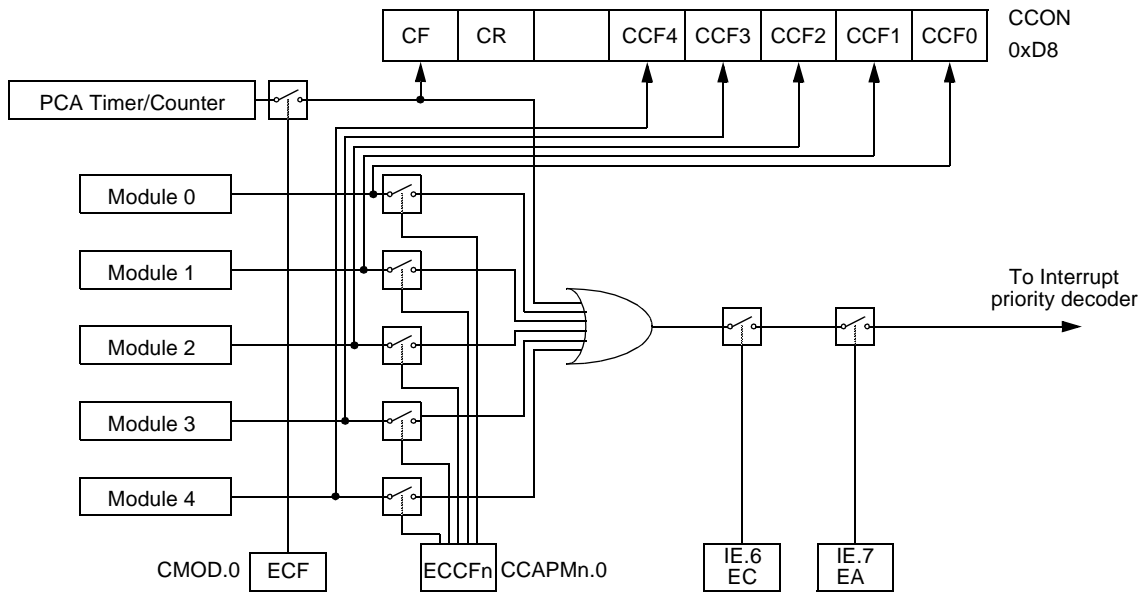 CF CR CCF4 CCF3 CCF2 CCF1 CCF0
CCON
0xD8
PCA Timer/Counter
Module 0
Module 1
Module 2
Module 3
Module 4
To Interrupt
priority decoder
CMOD.0 ECF
ECCFn CCAPMn.0
IE.6
EC
IE.7
EA